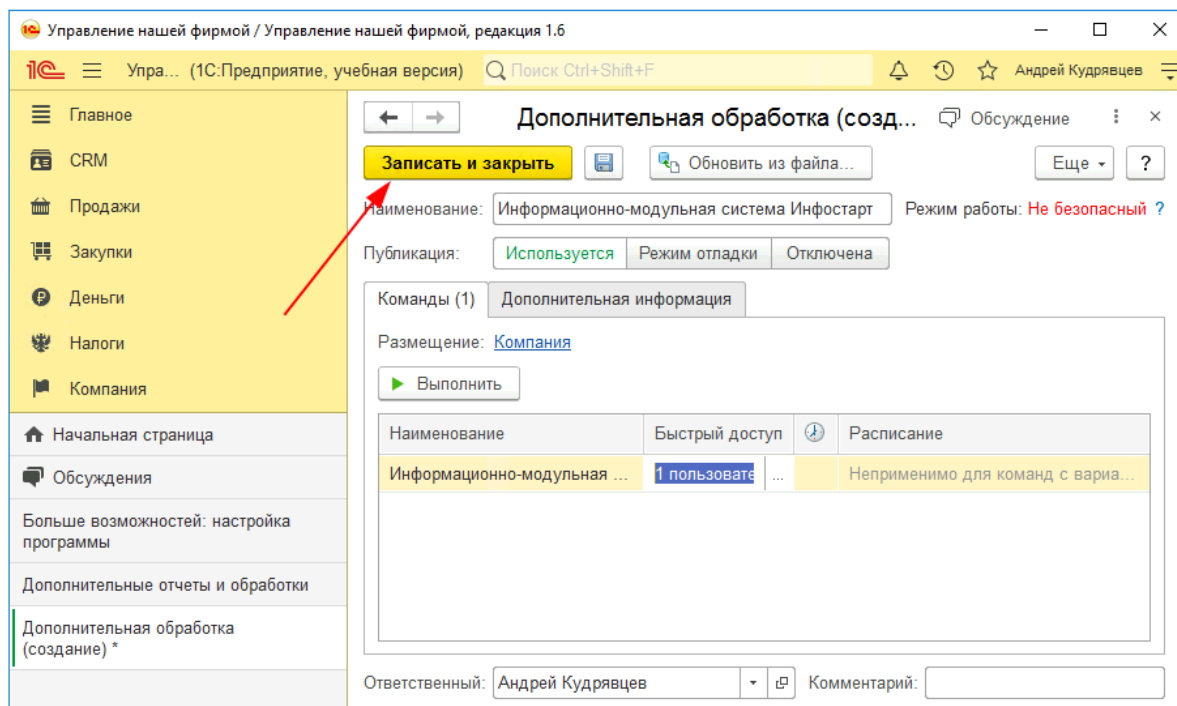 Управление нашей фирмой / Управление нашей фирмой, редакция 1.6
1С Упра... (1С:Предприятие, учебная версия) Поиск Ctrl+Shift+F Андрей Кудрявцев
Главное
CRM
Продажи
Закупки
Деньги
Налоги
Компания
Начальная страница
Обсуждения
Больше возможностей: настройка
программы
Дополнительные отчеты и обработки
Дополнительная обработка
(создание) *
Дополнительная обработка (созд... Обсуждение
Записать и закрыть Обновить из файла... Еще ?
Наименование: Информационно-модульная система Инфостарт Режим работы: Не безопасный ?
Публикация: Используется Режим отладки Отключена
Команды (1) Дополнительная информация
Размещение: Компания
Выполнить
Наименование Быстрый доступ Расписание
Информационно-модульная ... 1 пользовате ... Неприменимо для команд с вариа...
Ответственный: Андрей Кудрявцев Комментарий: